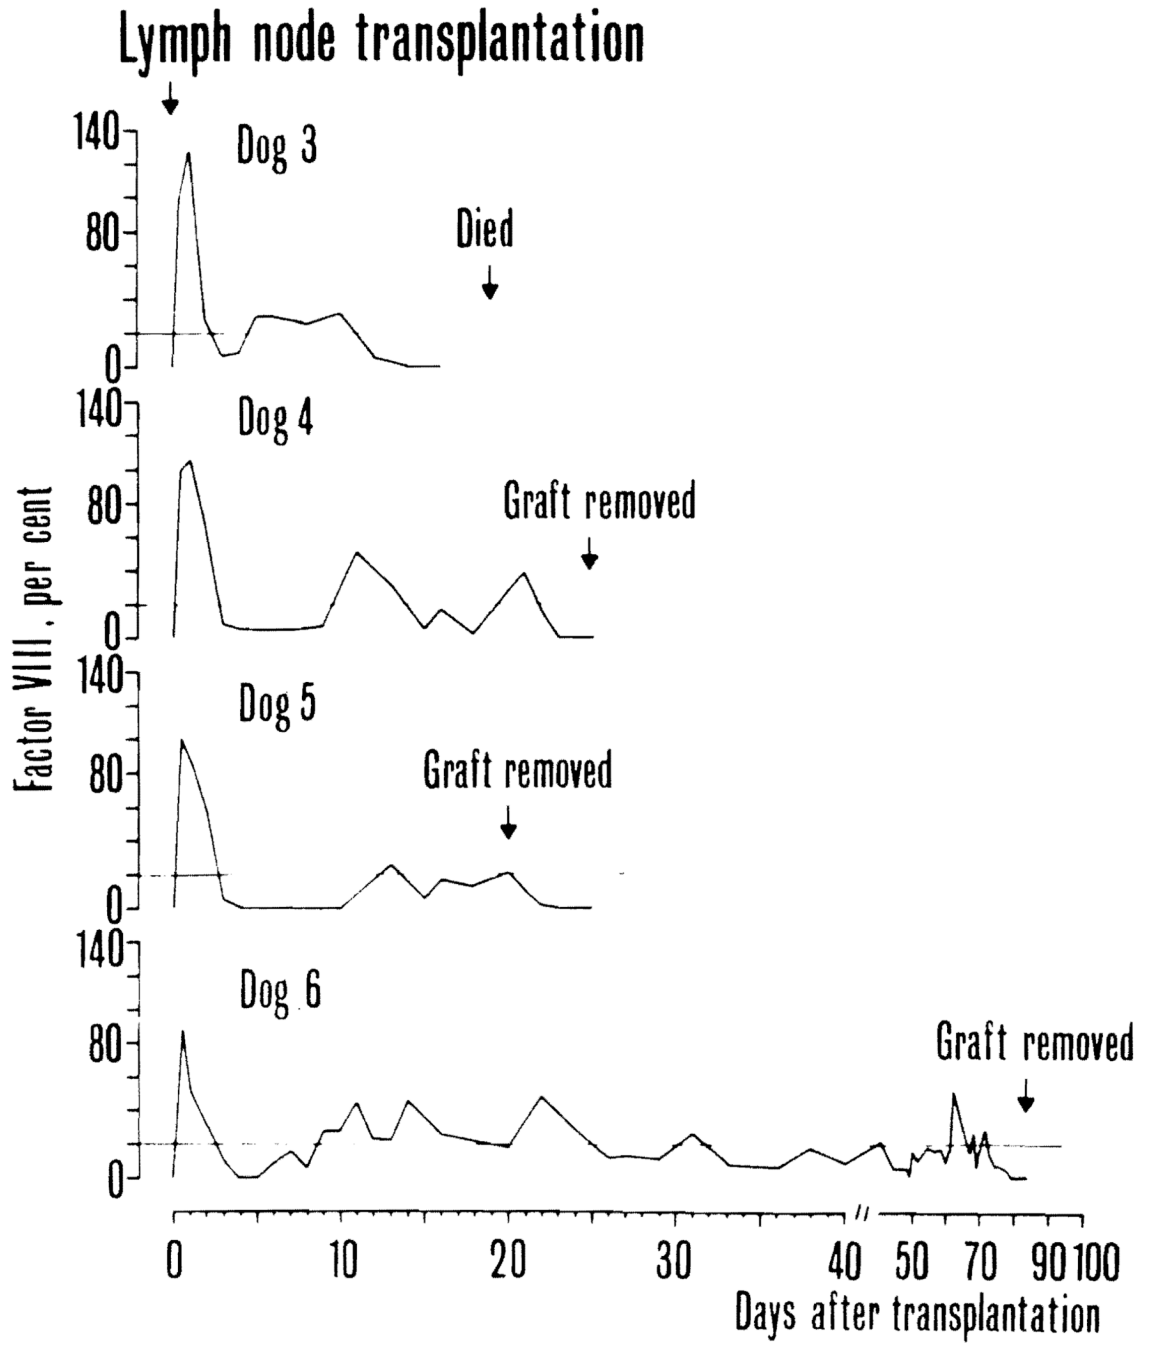 Lymph node transplantation
140
Dog 3
80
Died
0
140
Dog 4
80
Graft removed
0
140
Dog 5
80
Graft removed
0
140
Dog 6
80
Graft removed
0
Factor VIII, per cent
0 10 20 30 40 // 50 70 90 100
Days after transplantation